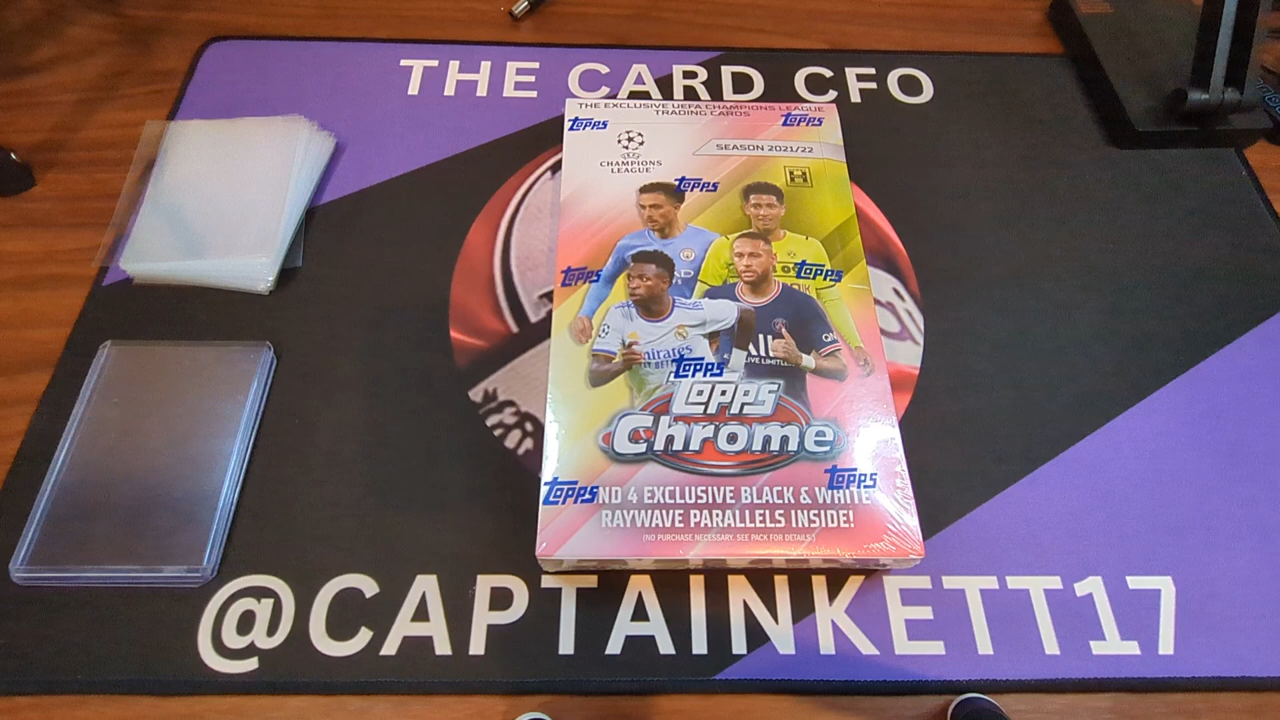 THE CARD CFO
THE EXCLUSIVE UEFA CHAMPIONS LEAGUE
TRADING CARDS
Topps
Topps
UEFA
CHAMPIONS
LEAGUE
SEASON 2021/22
Topps
Topps
Topps
Topps
Topps
Chrome
Topps
Topps
ND 4 EXCLUSIVE BLACK & WHITE
RAYWAVE PARALLELS INSIDE!
(NO PURCHASE NECESSARY. SEE PACK FOR DETAILS.)
@CAPTAINKETT17